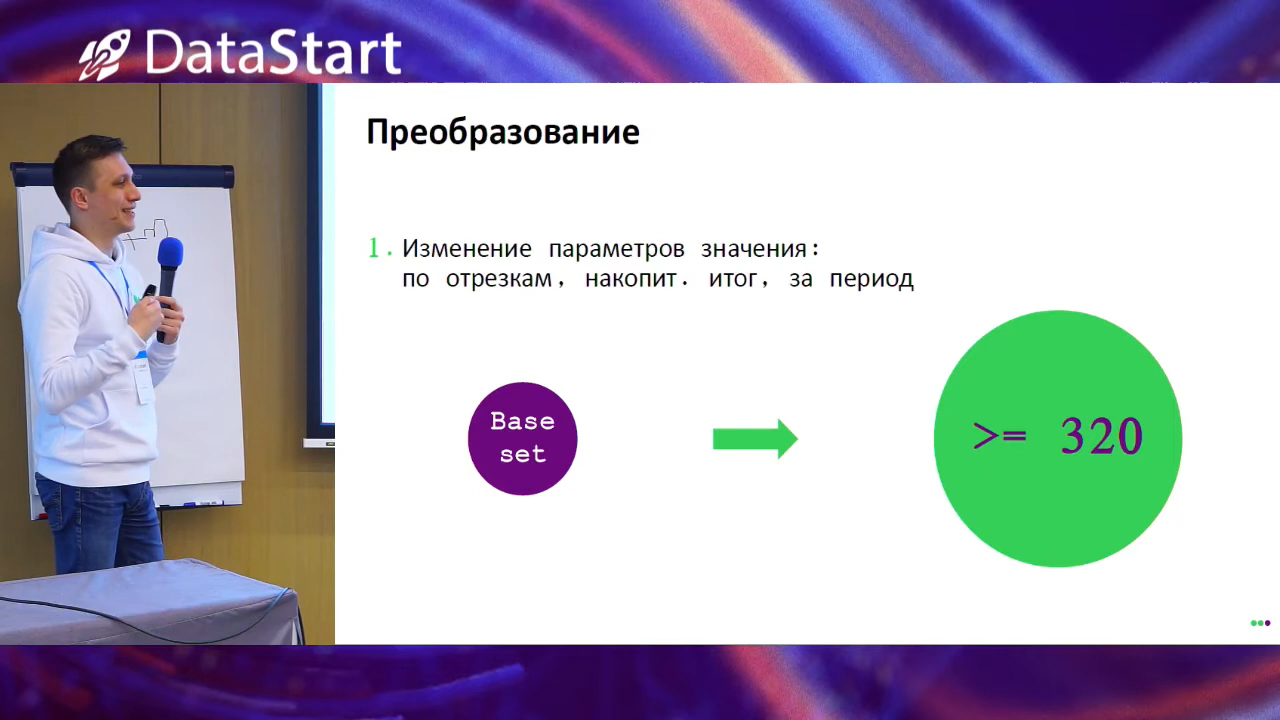 DataStart
Преобразование
1. Изменение параметров значения:
по отрезкам, накопит. итог, за период
Base
set
>= 320